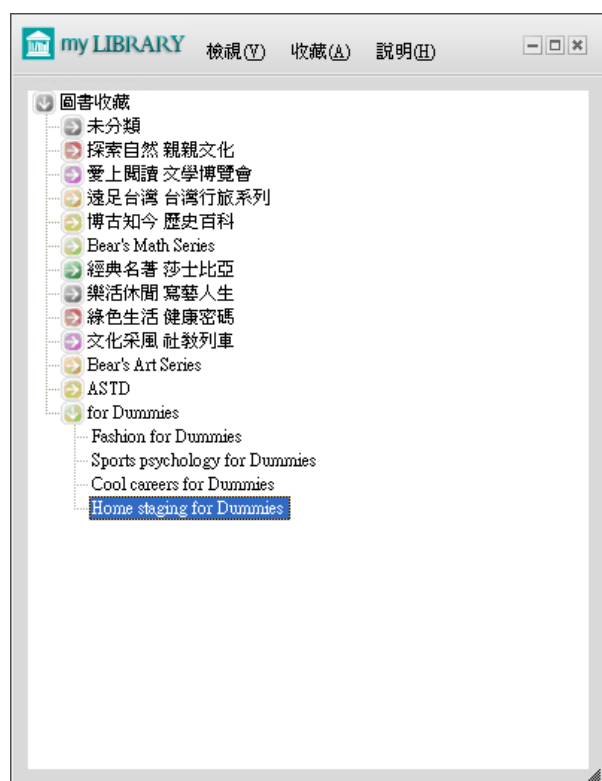 my LIBRARY 檢視(V) 收藏(A) 說明(H)
圖書收藏
未分類
探索自然 親親文化
愛上閱讀 文學博覽會
遠足台灣 台灣行旅系列
博古知今 歷史百科
Bear's Math Series
經典名著 莎士比亞
樂活休閒 寫藝人生
綠色生活 健康密碼
文化采風 社教列車
Bear's Art Series
ASTD
for Dummies
Fashion for Dummies
Sports psychology for Dummies
Cool careers for Dummies
Home staging for Dummies